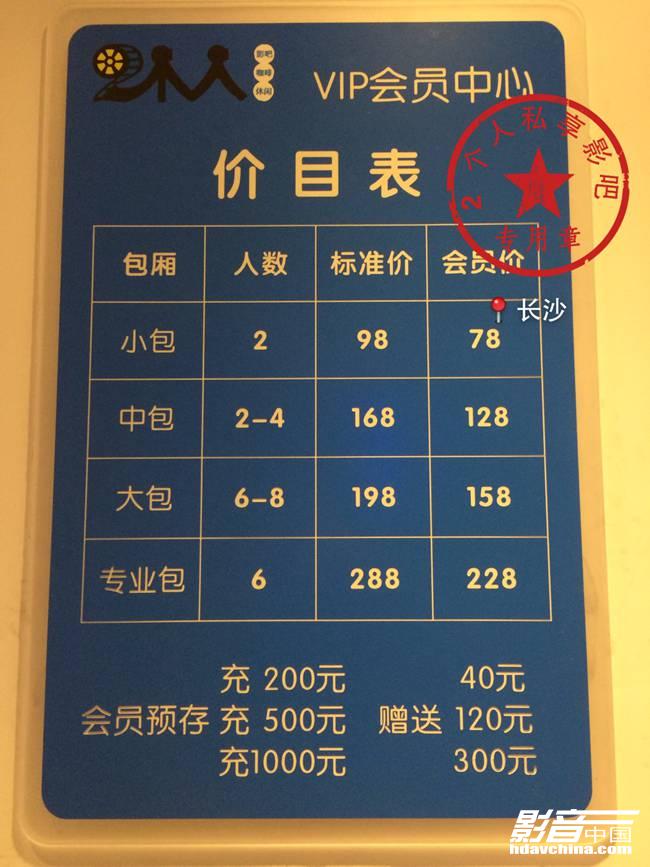 2个人
影吧
咖啡
休闲
VIP会员中心
2个人私享影吧
专用章
价目表
包厢 人数 标准价 会员价
长沙
小包 2 98 78
中包 2-4 168 128
大包 6-8 198 158
专业包 6 288 228
充 200元 40元
会员预存 充 500元 赠送 120元
充1000元 300元
影音中国
hdavchina.com